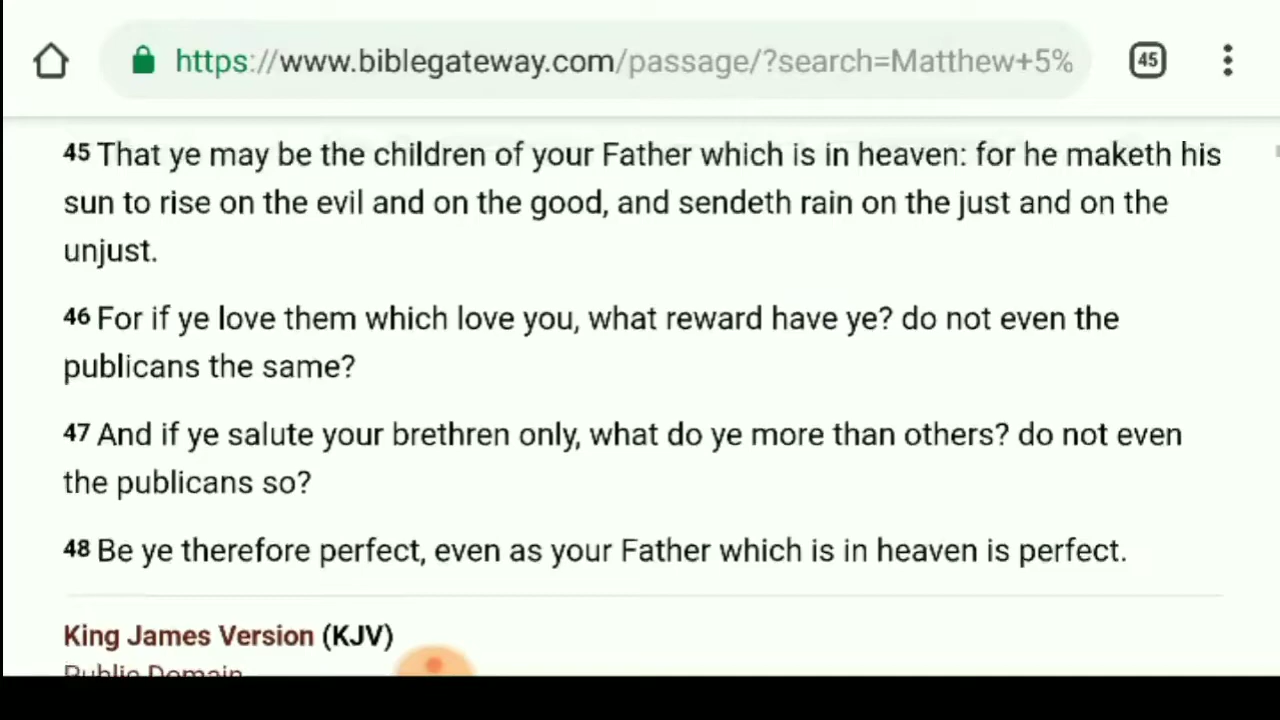 https://www.biblegateway.com/passage/?search=Matthew+5%
45
45 That ye may be the children of your Father which is in heaven: for he maketh his
sun to rise on the evil and on the good, and sendeth rain on the just and on the
unjust.
46 For if ye love them which love you, what reward have ye? do not even the
publicans the same?
47 And if ye salute your brethren only, what do ye more than others? do not even
the publicans so?
48 Be ye therefore perfect, even as your Father which is in heaven is perfect.
King James Version (KJV)
Public Domain